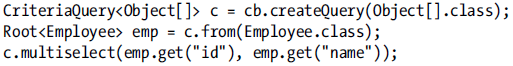 CriteriaQuery<Object[]> c = cb.createQuery(Object[].class);
Root<Employee> emp = c.from(Employee.class);
c.multiselect(emp.get("id"), emp.get("name"));